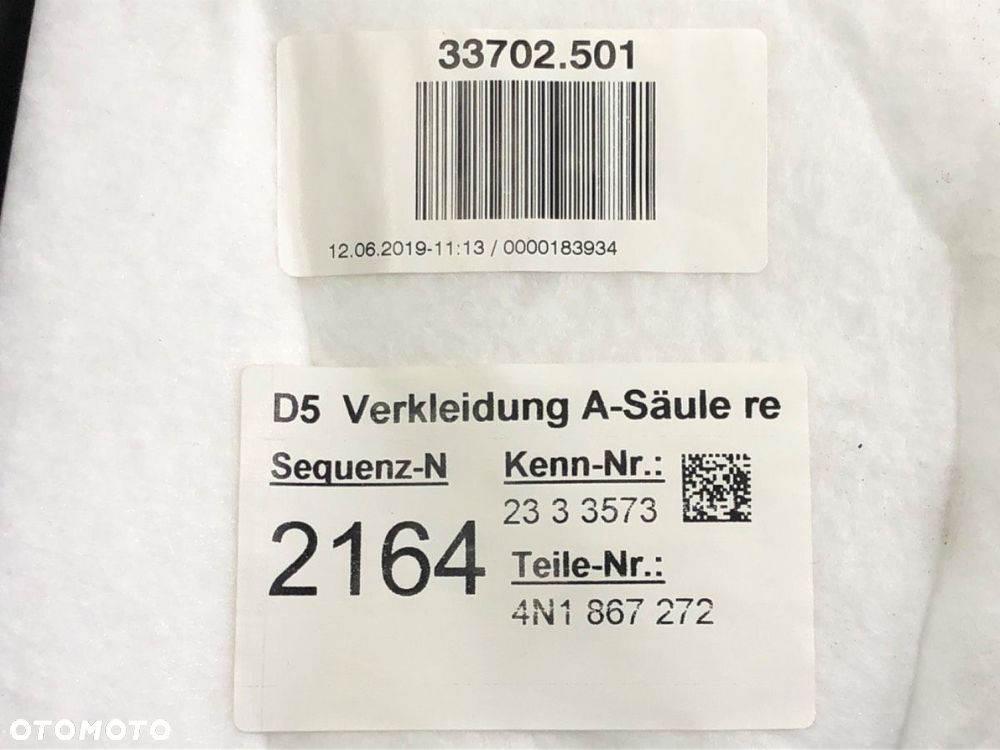 33702.501
12.06.2019-11:13 / 0000183934
D5 Verkleidung A-Säule re
Sequenz-N
Kenn-Nr.:
23 3 3573
2164
Teile-Nr.:
4N1 867 272
OTOMOTO